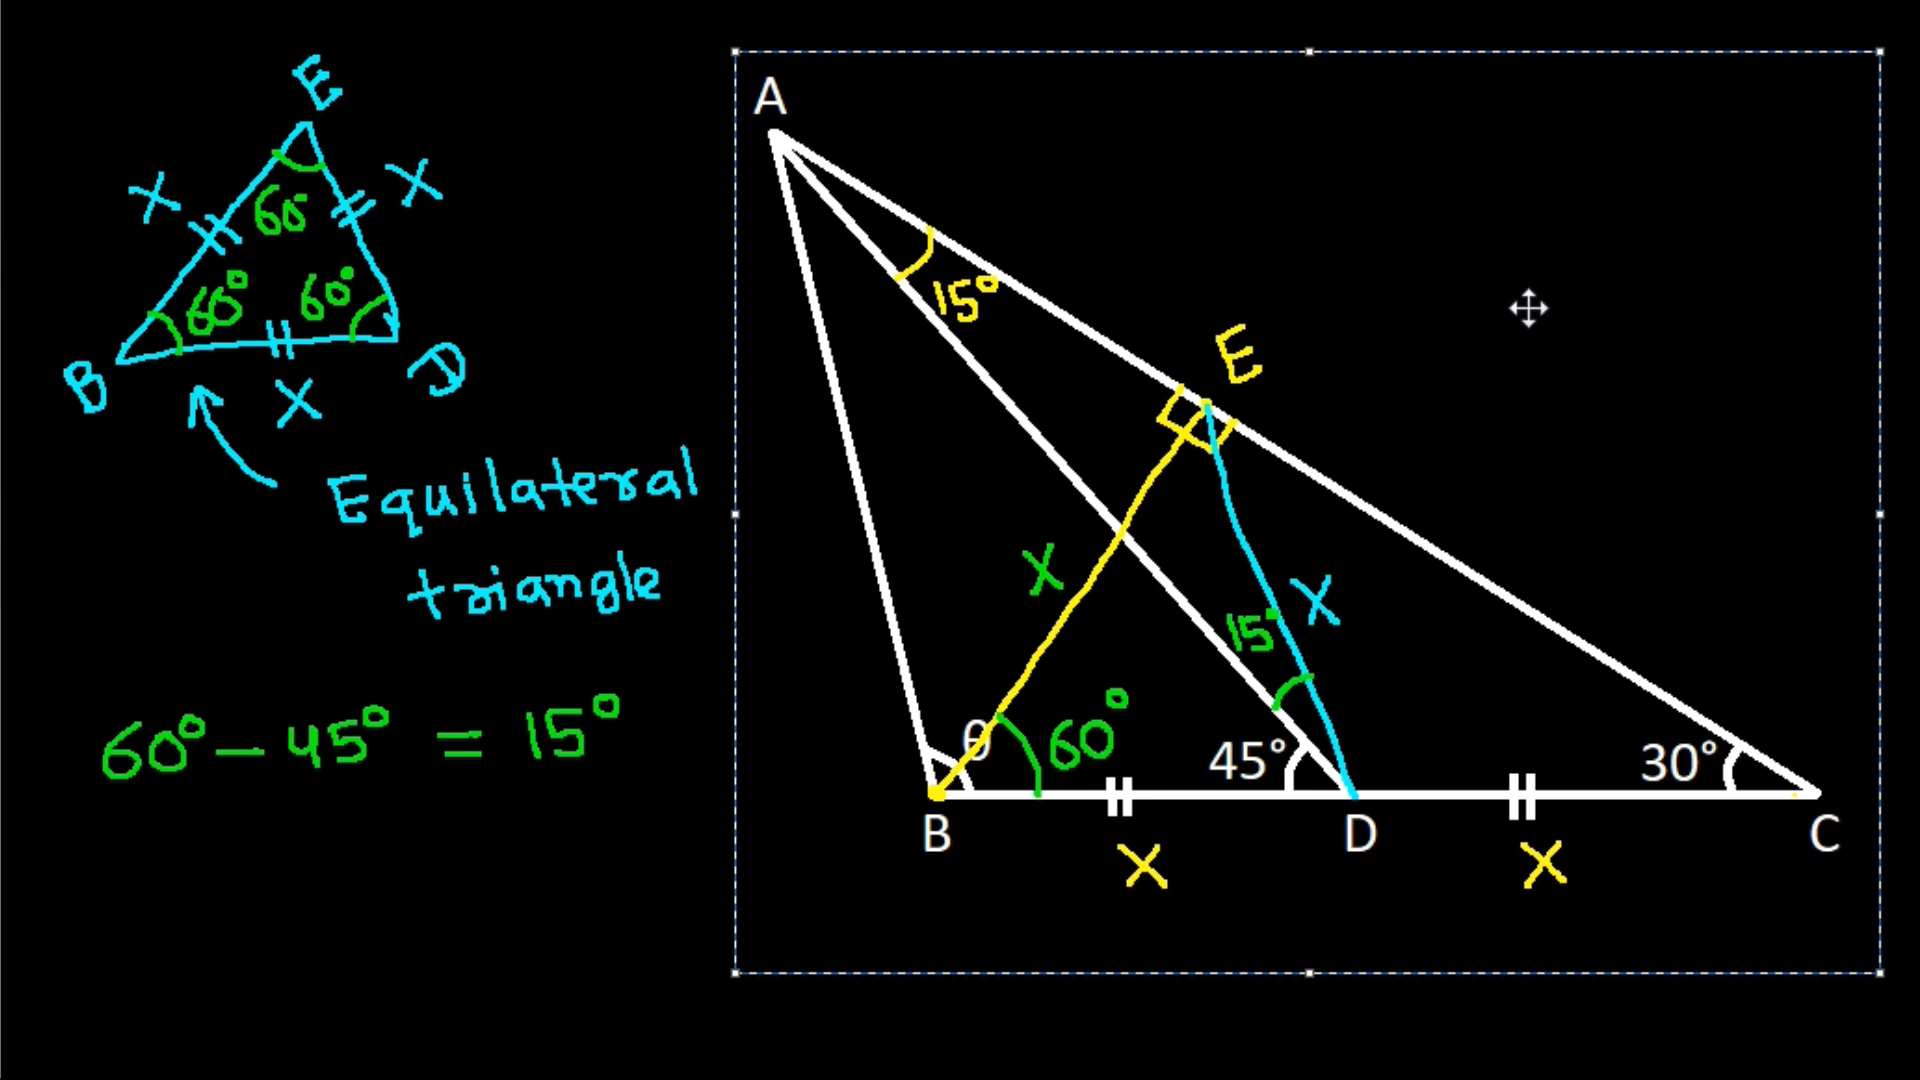 E
X
X
60
60°
60°
B
D
X
Equilateral
triangle
60° - 45° = 15°
A
15°
E
X
15°
X
θ
60°
45°
30°
B
D
C
X
X